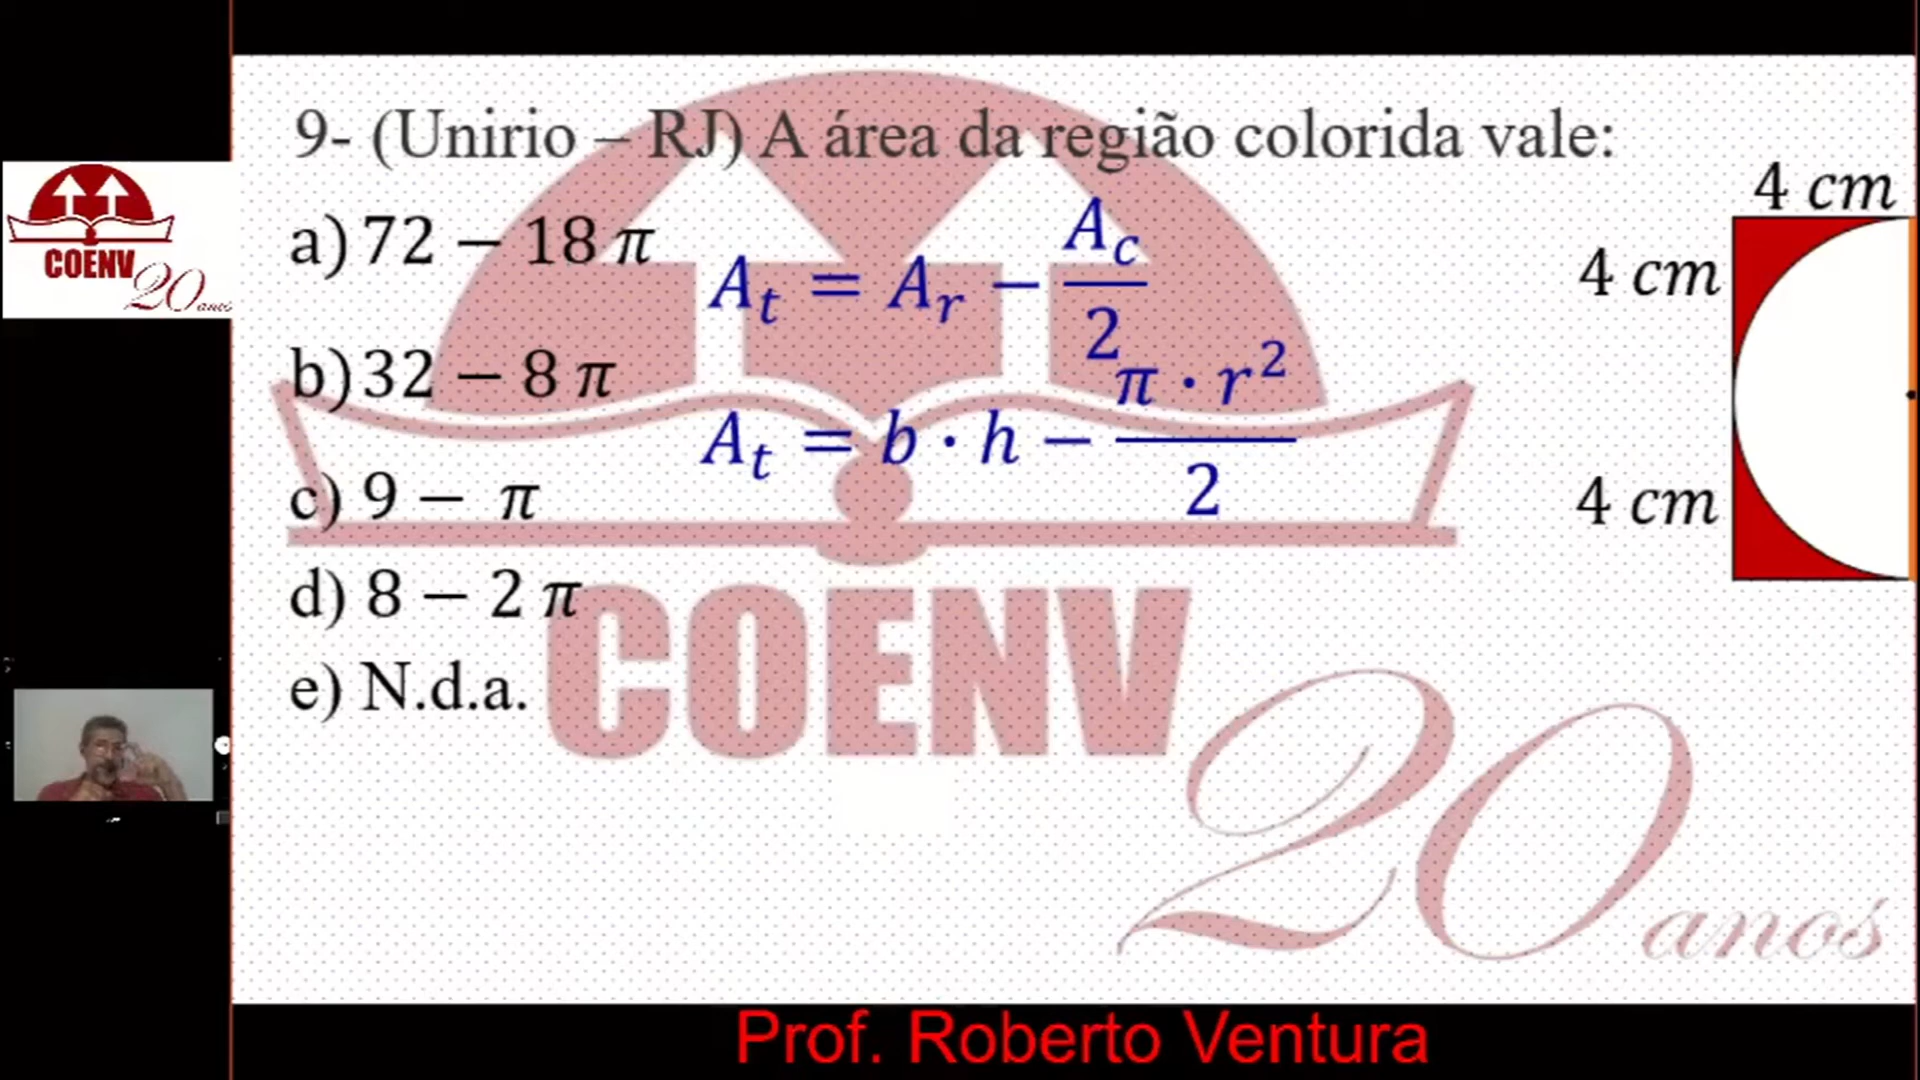 9- (Unirio – RJ) A área da região colorida vale:
4 cm
a) 72 − 18 π
4 cm
A_t = A_r − A_c/2
b) 32 − 8 π
A_t = b · h − π · r²/2
c) 9 − π
4 cm
d) 8 − 2 π
e) N.d.a.
COENV
20 anos
COENV
20 anos
Prof. Roberto Ventura